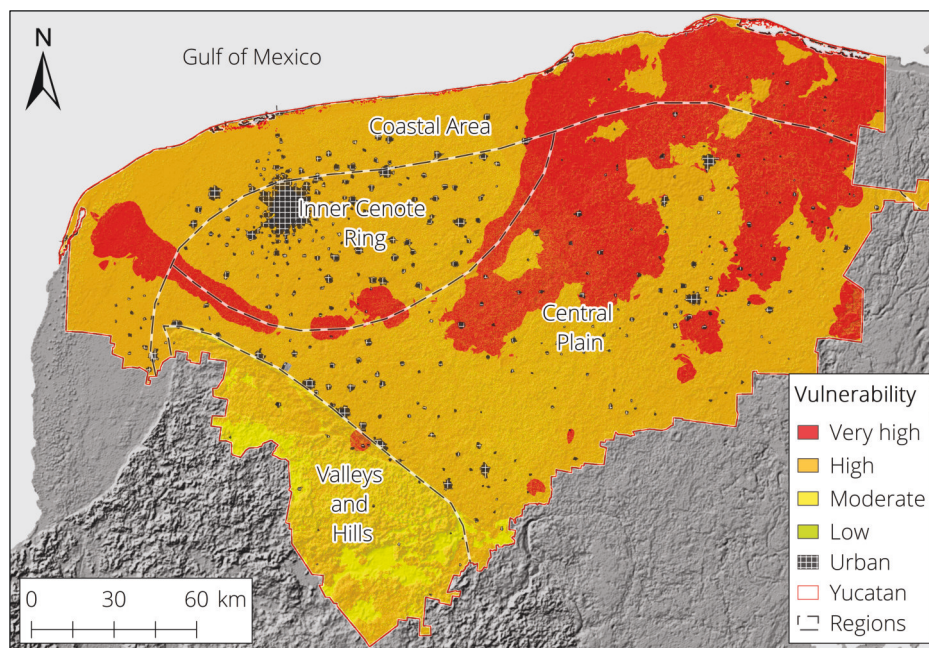 N
Gulf of Mexico
Coastal Area
Inner Cenote
Ring
Central
Plain
Valleys
and
Hills
Vulnerability
Very high
High
Moderate
Low
Urban
Yucatan
Regions
0 30 60 km